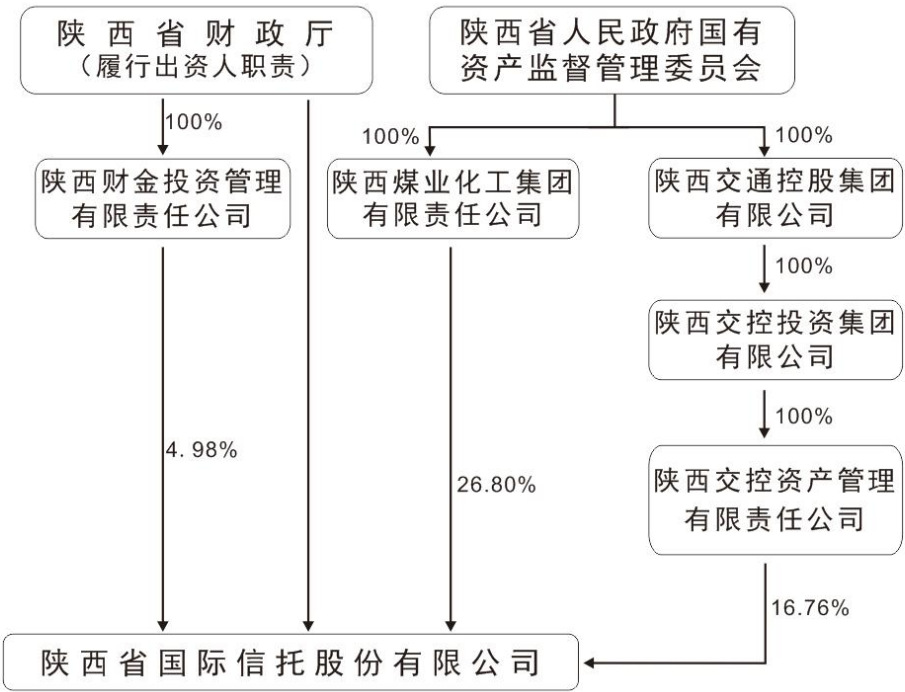 陕西省财政厅
（履行出资人职责）
陕西省人民政府国有
资产监督管理委员会
100%
100%
100%
陕西财金投资管理
有限责任公司
陕西煤业化工集团
有限责任公司
陕西交通控股集团
有限公司
100%
陕西交控投资集团
有限公司
100%
4.98%
26.80%
陕西交控资产管理
有限责任公司
16.76%
陕西省国际信托股份有限公司